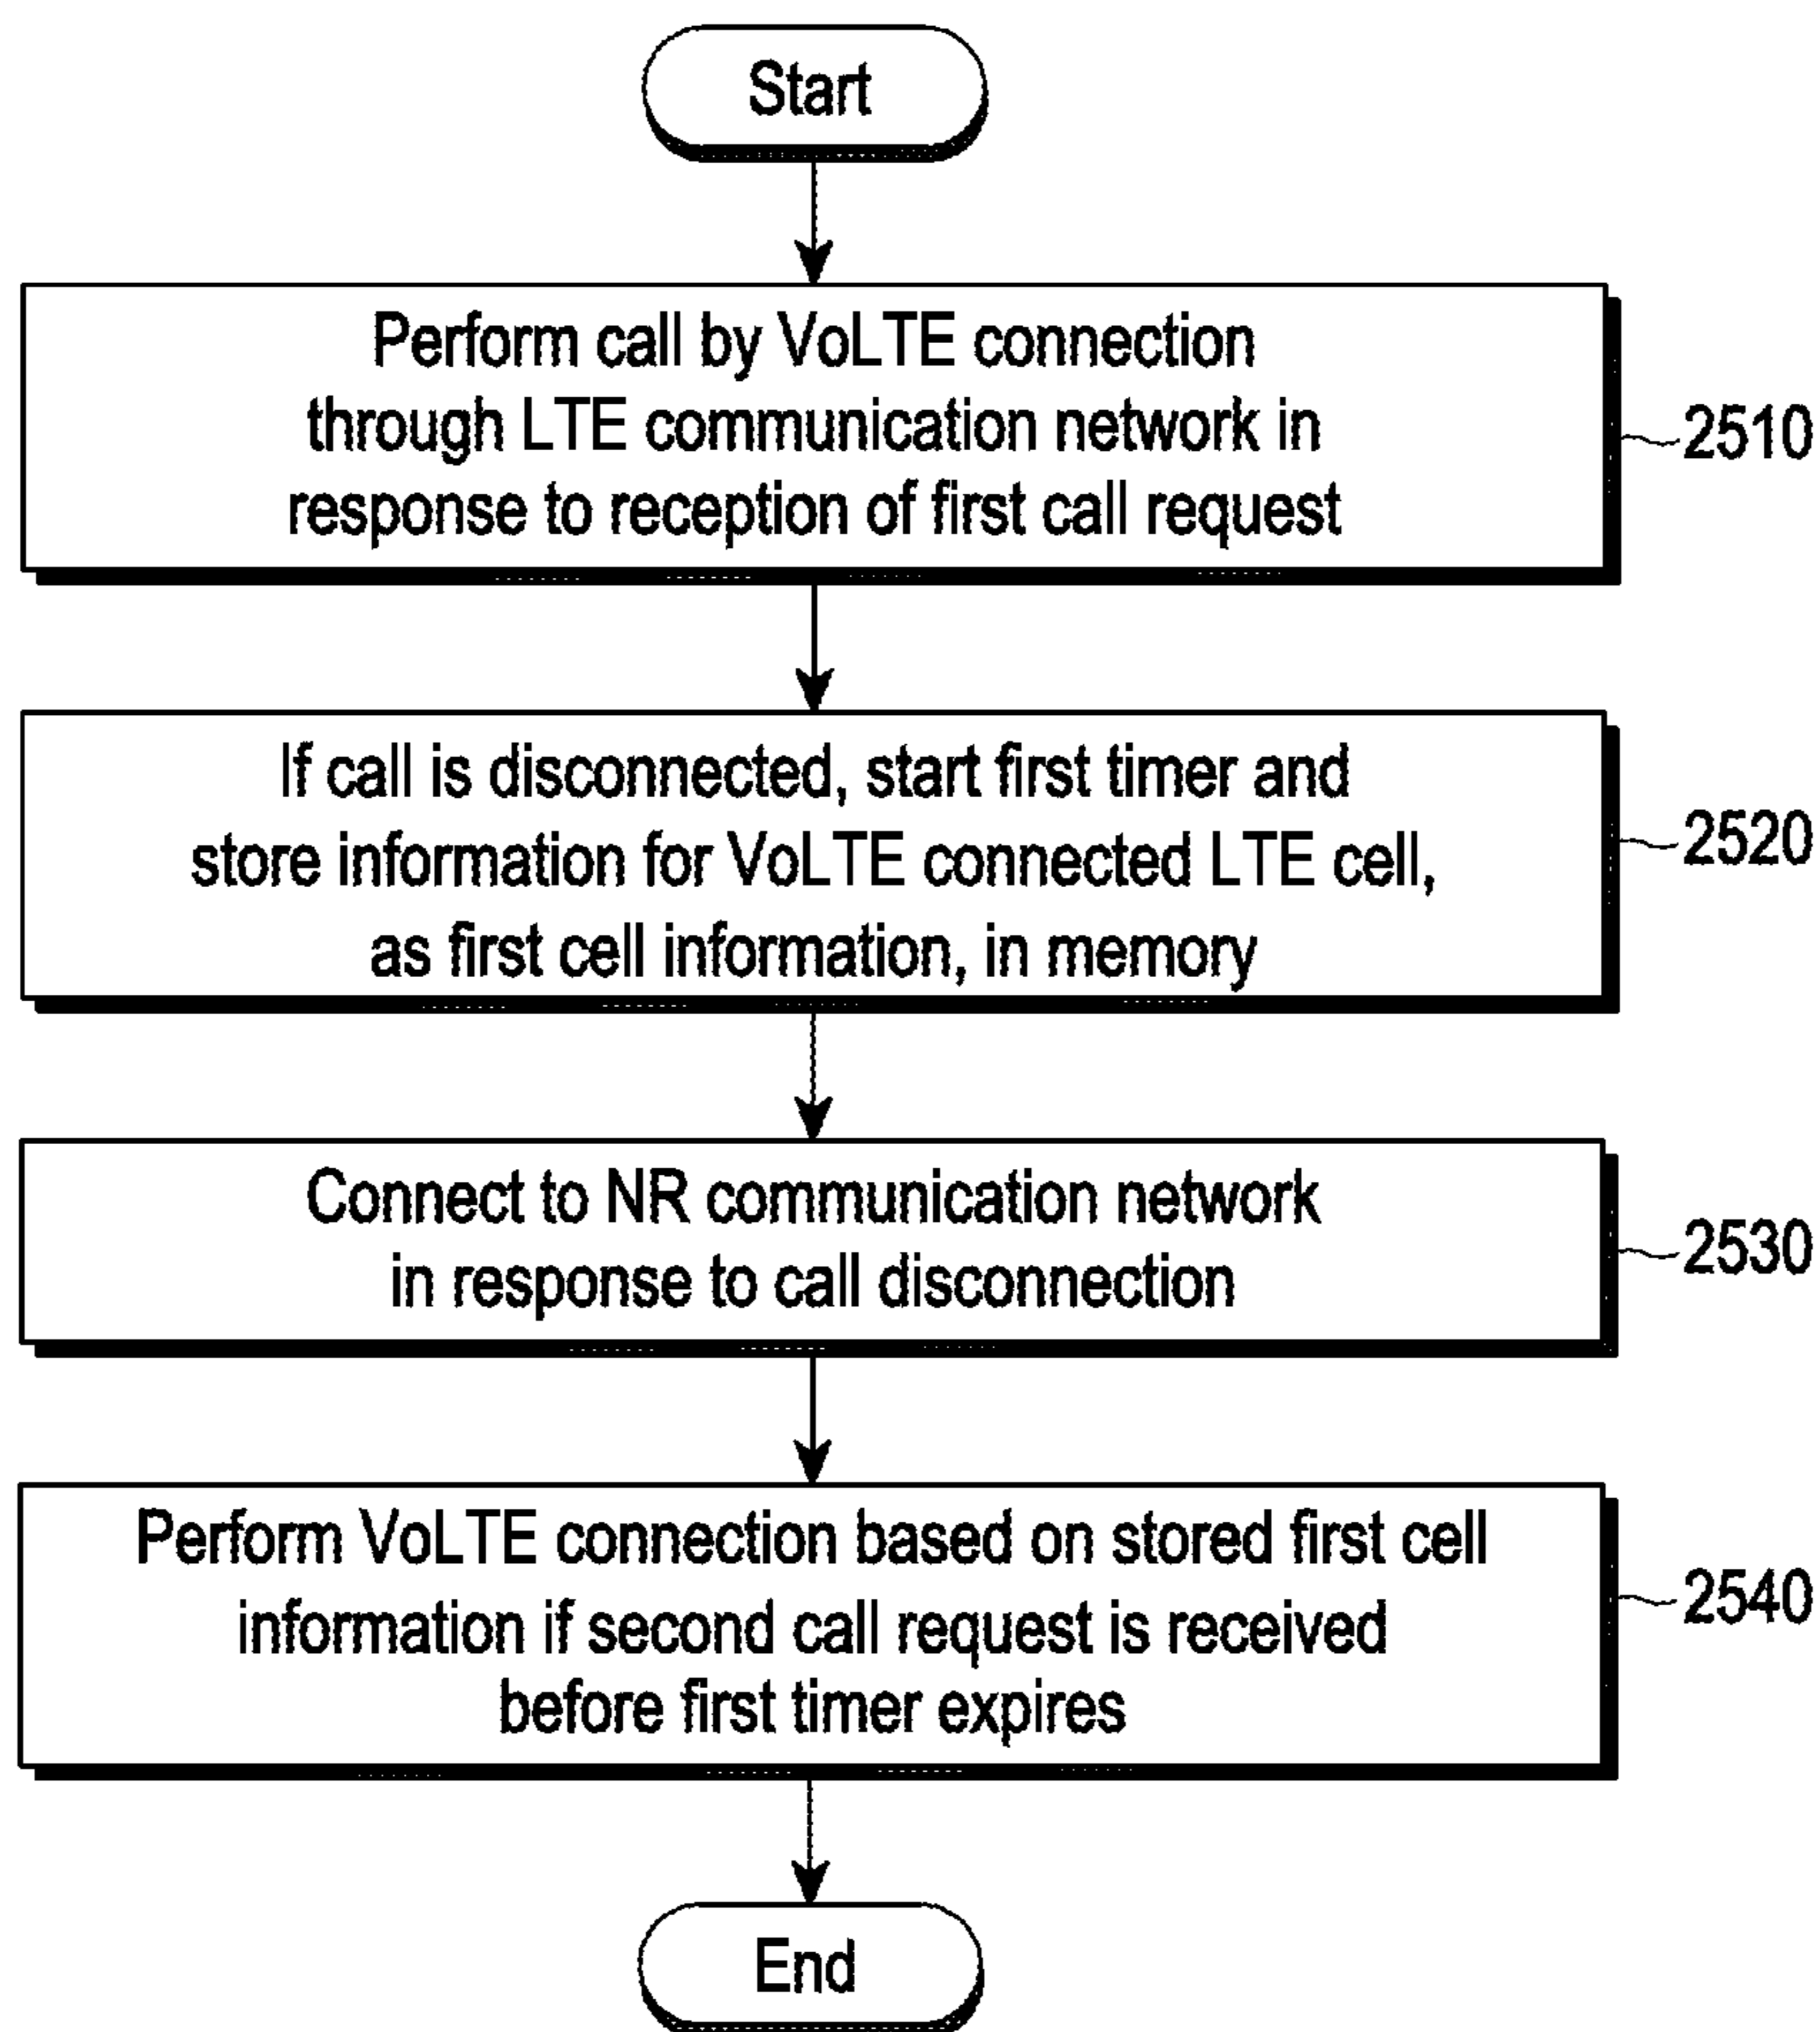 Start
Perform call by VoLTE connection
through LTE communication network in
response to reception of first call request
2510
If call is disconnected, start first timer and
store information for VoLTE connected LTE cell,
as first cell information, in memory
2520
Connect to NR communication network
in response to call disconnection
2530
Perform VoLTE connection based on stored first cell
information if second call request is received
before first timer expires
2540
End